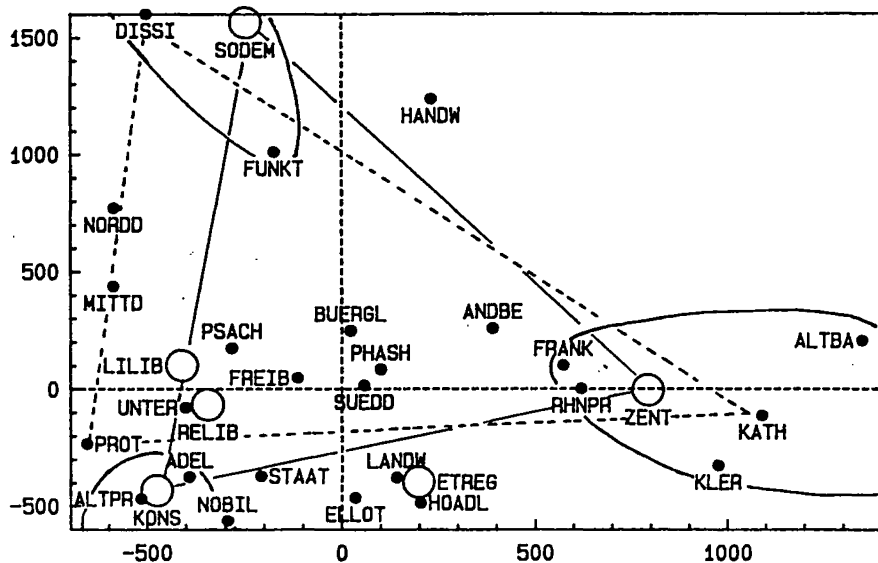 1500
DISSI
SODEM
HANDW
1000
FUNKT
NORDD
500
MITTD
BUERGL
ANDBE
PSACH
ALTBA
FRANK
LILIB
PHASH
FREIB
0
SUEDD
RHNPR
ZENT
UNTER
RELIB
KATH
PROT
ADEL
STAAT
LANDW
ETREG
KLER
ALTPR
KONS
NOBIL
ELLOT
HOADL
-500
-500
0
500
1000